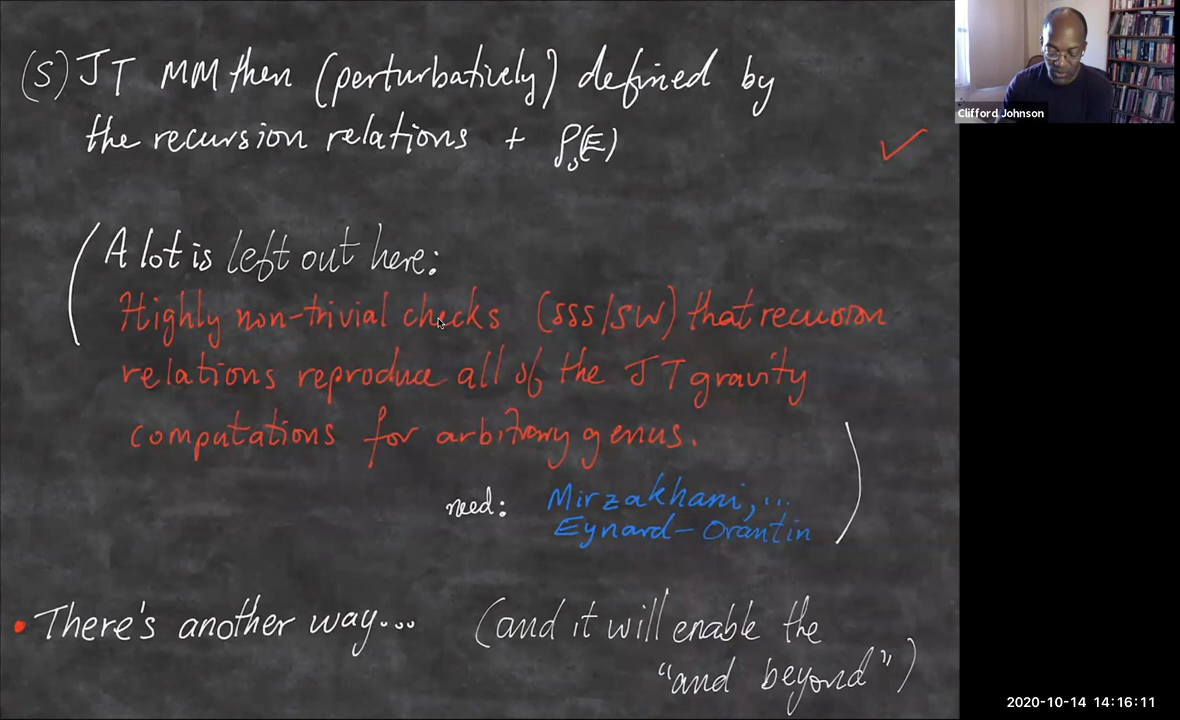 (S) JT MM then (perturbatively) defined by
the recursion relations + ρ₀(E)
(A lot is left out here:
Highly non-trivial checks (SSS/SW) that recursion
relations reproduce all of the JT gravity
computations for arbitrary genus.
need: Mirzakhani, ...
Eynard-Orantin)
• There's another way... (and it will enable the
"and beyond")
Clifford Johnson
2020-10-14 14:16:11